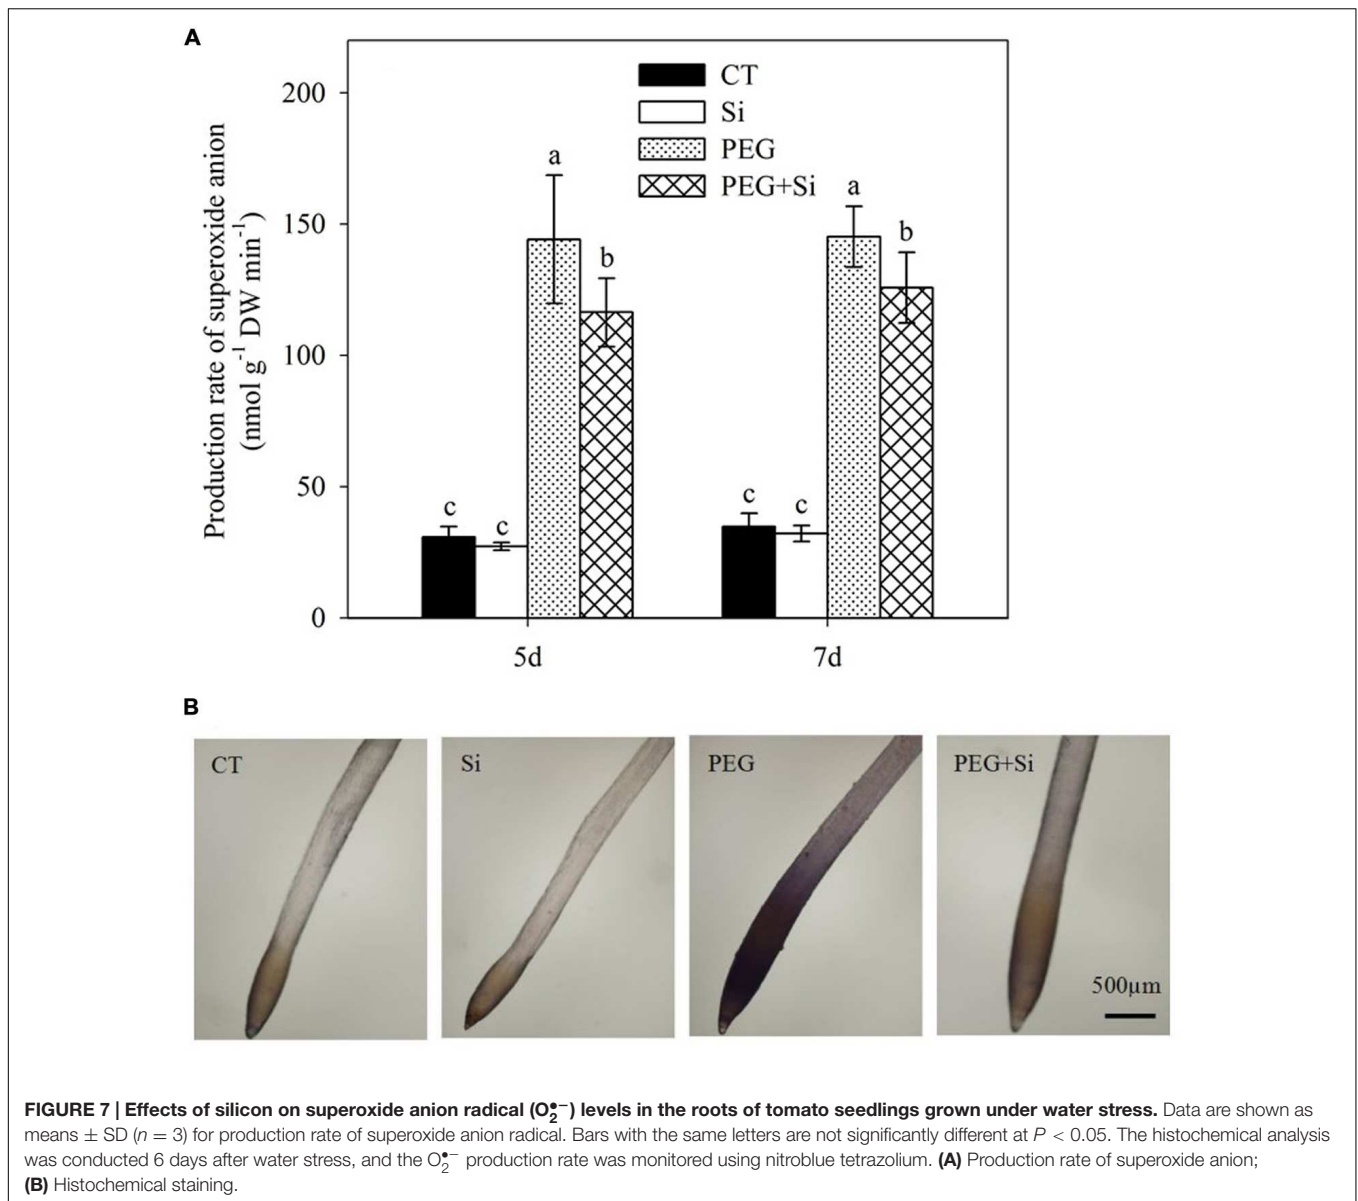 A
Production rate of superoxide anion
(nmol g⁻¹ DW min⁻¹)
200
150
100
50
0
CT
Si
PEG
PEG+Si
c
c
a
b
c
c
a
b
5d
7d
B
CT
Si
PEG
PEG+Si
500µm
FIGURE 7 | Effects of silicon on superoxide anion radical (O₂•−) levels in the roots of tomato seedlings grown under water stress. Data are shown as
means ± SD (n = 3) for production rate of superoxide anion radical. Bars with the same letters are not significantly different at P < 0.05. The histochemical analysis
was conducted 6 days after water stress, and the O₂•− production rate was monitored using nitroblue tetrazolium. (A) Production rate of superoxide anion;
(B) Histochemical staining.